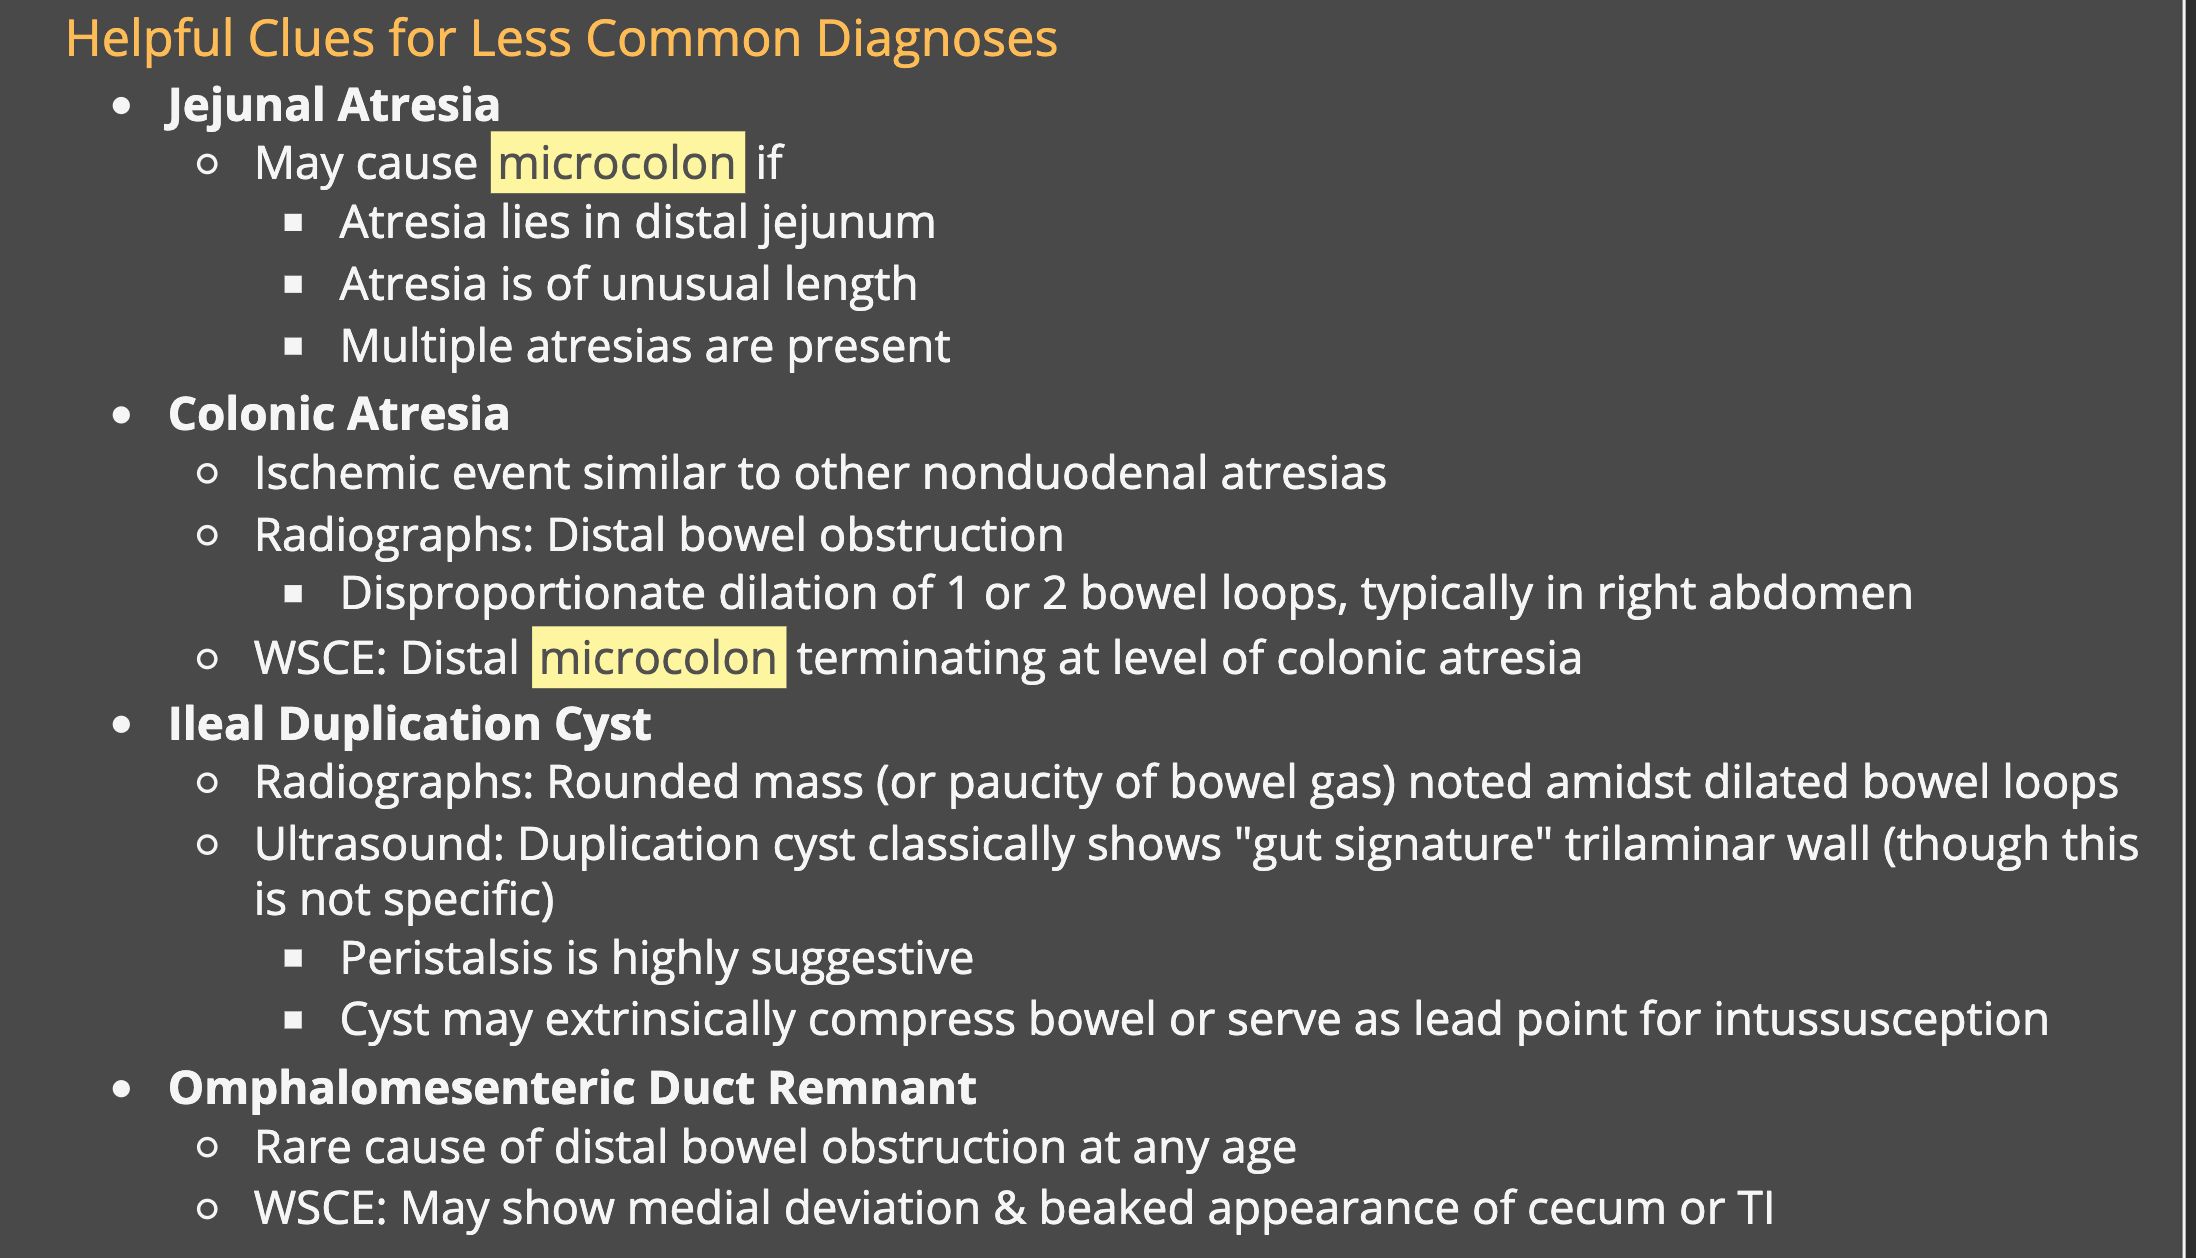 Helpful Clues for Less Common Diagnoses
• Jejunal Atresia
○ May cause microcolon if
▪ Atresia lies in distal jejunum
▪ Atresia is of unusual length
▪ Multiple atresias are present
• Colonic Atresia
○ Ischemic event similar to other nonduodenal atresias
○ Radiographs: Distal bowel obstruction
▪ Disproportionate dilation of 1 or 2 bowel loops, typically in right abdomen
○ WSCE: Distal microcolon terminating at level of colonic atresia
• Ileal Duplication Cyst
○ Radiographs: Rounded mass (or paucity of bowel gas) noted amidst dilated bowel loops
○ Ultrasound: Duplication cyst classically shows "gut signature" trilaminar wall (though this
is not specific)
▪ Peristalsis is highly suggestive
▪ Cyst may extrinsically compress bowel or serve as lead point for intussusception
• Omphalomesenteric Duct Remnant
○ Rare cause of distal bowel obstruction at any age
○ WSCE: May show medial deviation & beaked appearance of cecum or TI